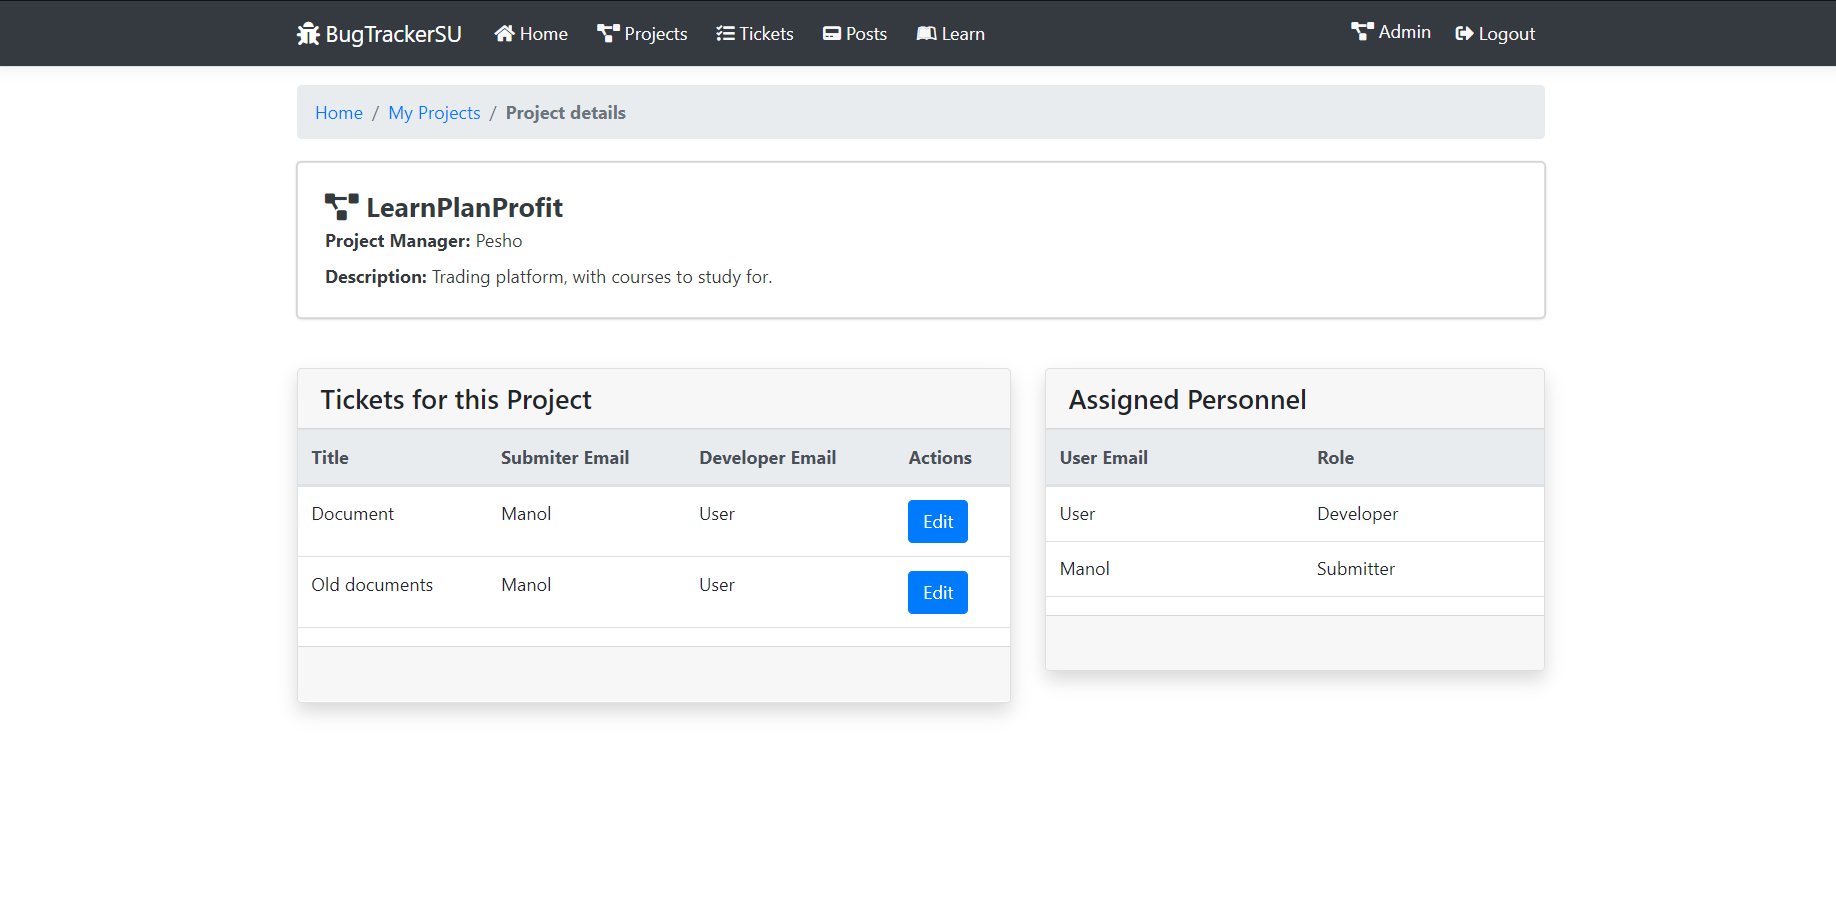 BugTrackerSU Home Projects Tickets Posts Learn Admin Logout
Home / My Projects / Project details
LearnPlanProfit
Project Manager: Pesho
Description: Trading platform, with courses to study for.
Tickets for this Project
Title Submiter Email Developer Email Actions
Document Manol User Edit
Old documents Manol User Edit
Assigned Personnel
User Email Role
User Developer
Manol Submitter